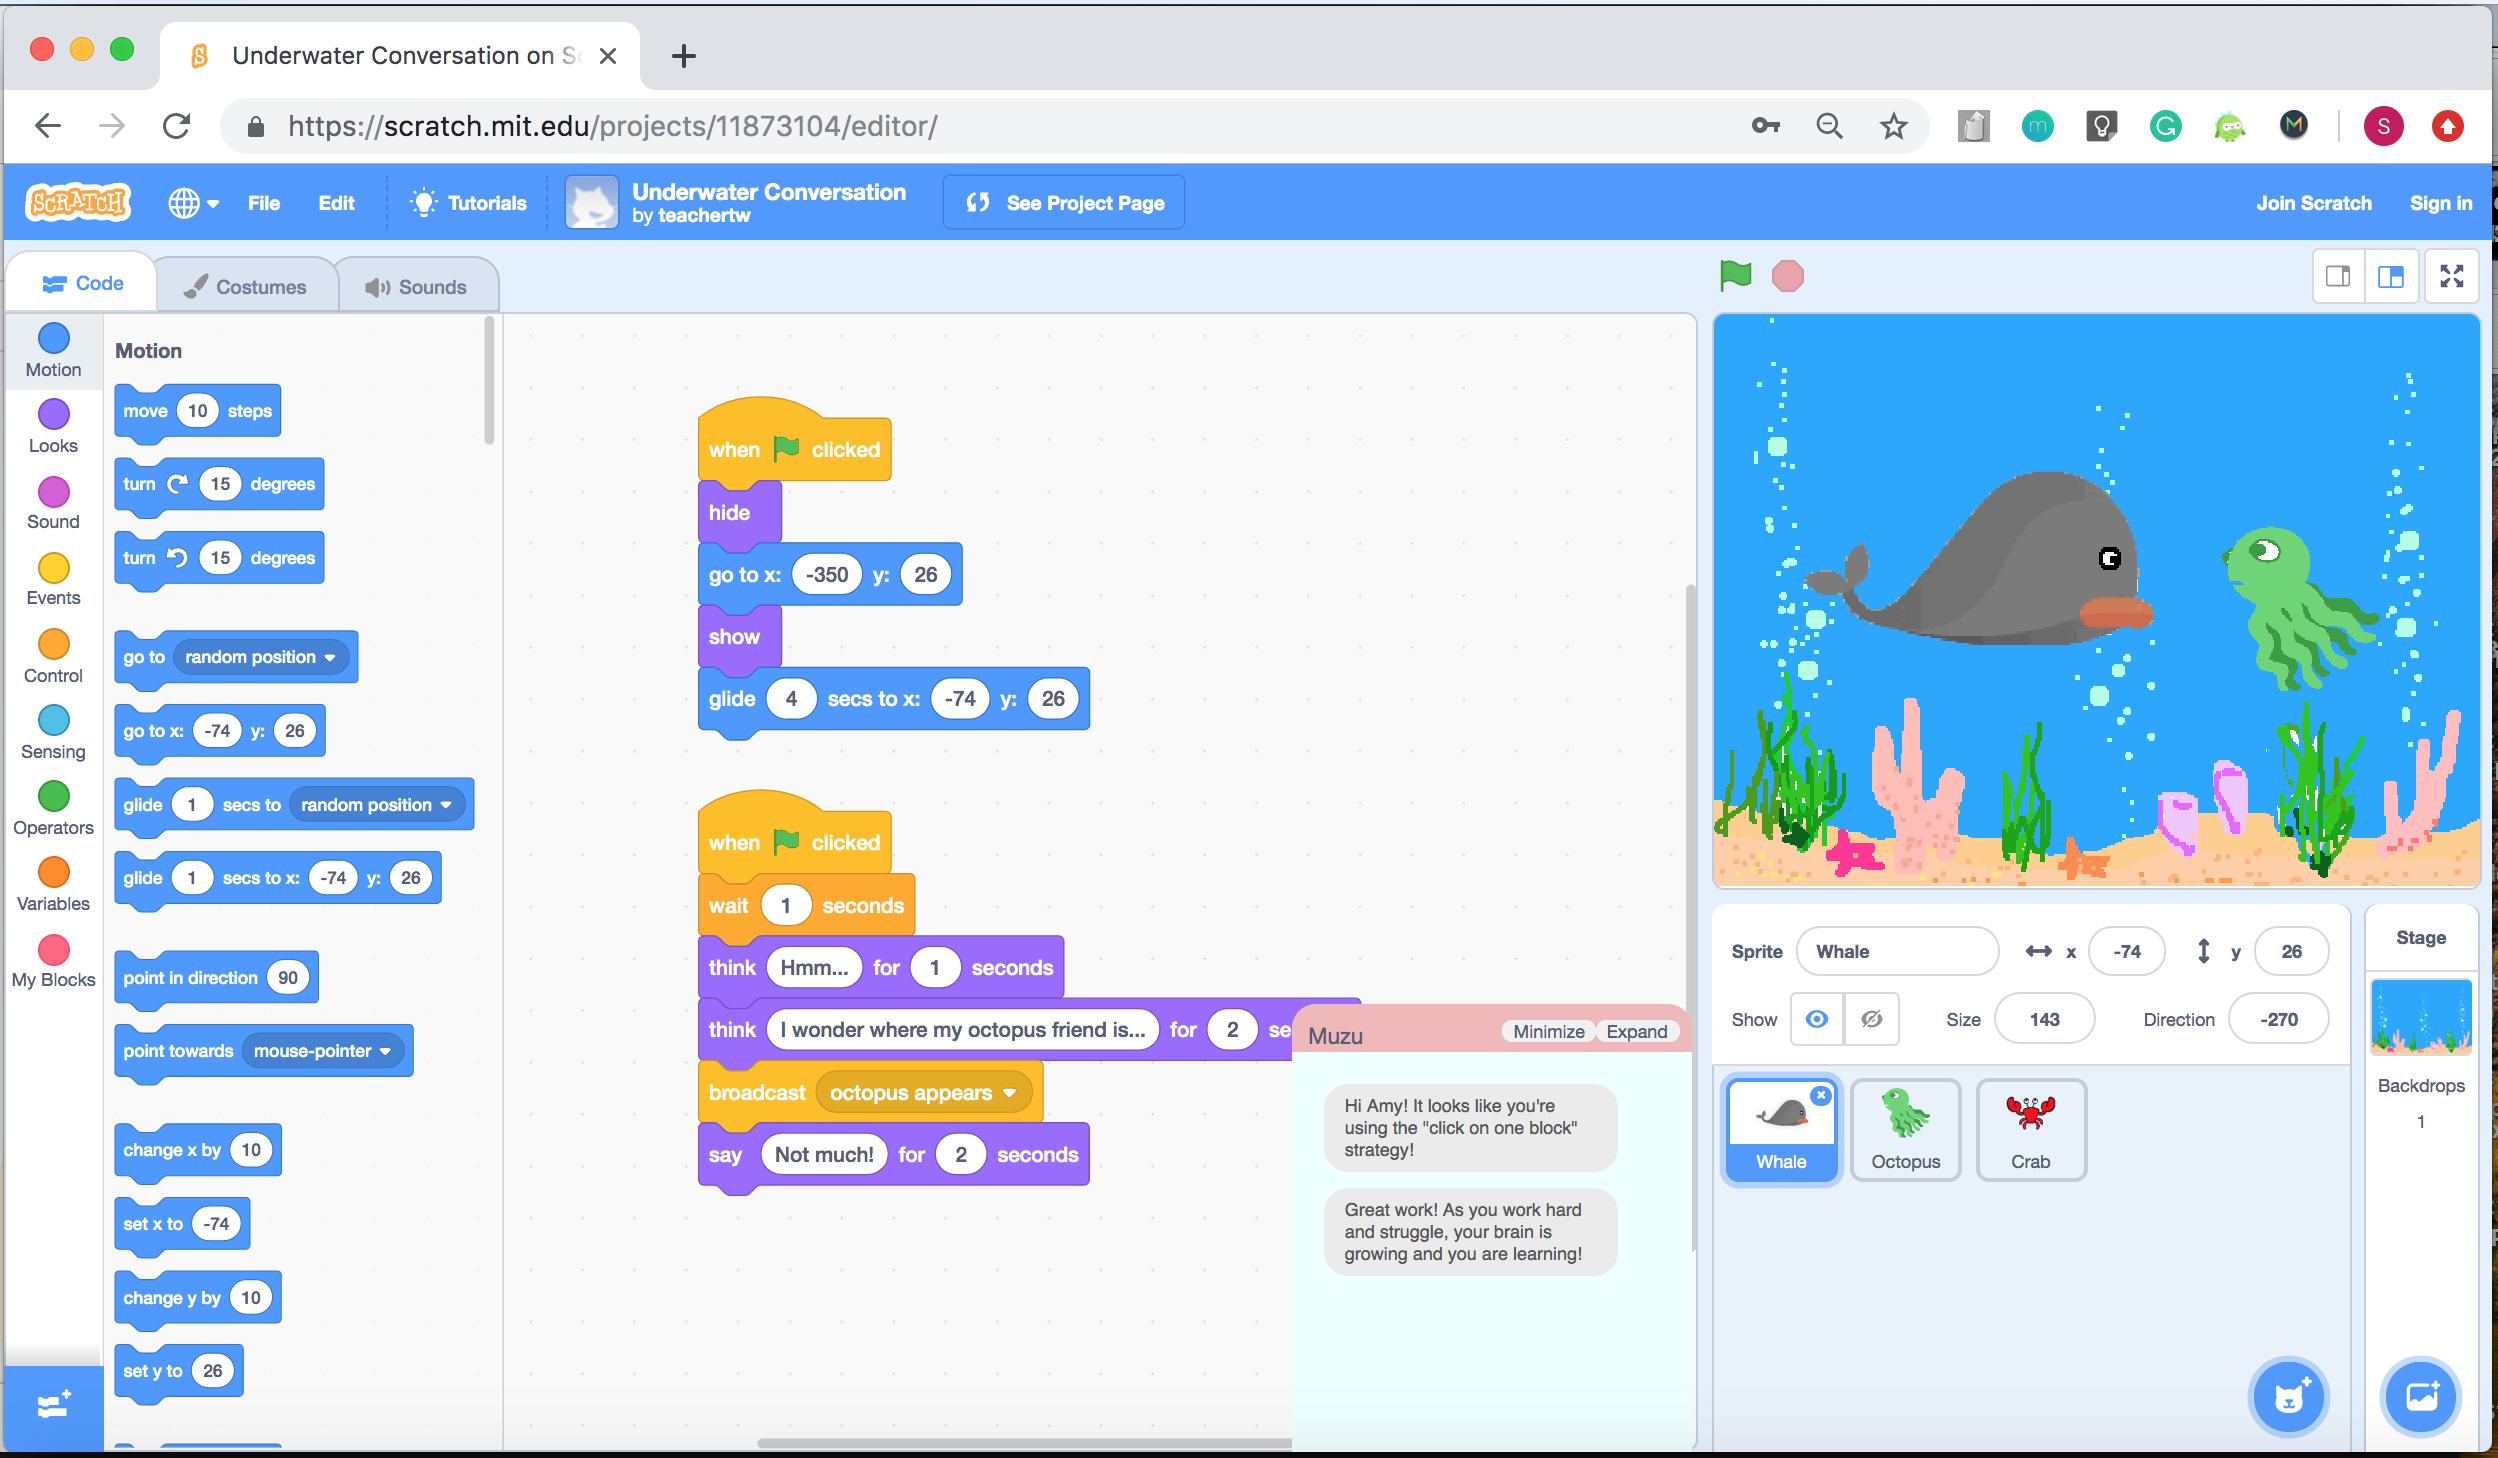 Underwater Conversation on Sc
https://scratch.mit.edu/projects/11873104/editor/
S
SCRATCH
File
Edit
Tutorials
Underwater Conversation
by teachertw
See Project Page
Join Scratch
Sign in
Code
Costumes
Sounds
Motion
Looks
Sound
Events
Control
Sensing
Operators
Variables
My Blocks
Motion
move 10 steps
turn 15 degrees
turn 15 degrees
go to random position
go to x: -74 y: 26
glide 1 secs to random position
glide 1 secs to x: -74 y: 26
point in direction 90
point towards mouse-pointer
change x by 10
set x to -74
change y by 10
set y to 26
when clicked
hide
go to x: -350 y: 26
show
glide 4 secs to x: -74 y: 26
when clicked
wait 1 seconds
think Hmm... for 1 seconds
think I wonder where my octopus friend is... for 2 se
broadcast octopus appears
say Not much! for 2 seconds
Muzu
Minimize
Expand
Hi Amy! It looks like you're
using the "click on one block"
strategy!
Great work! As you work hard
and struggle, your brain is
growing and you are learning!
Sprite Whale x -74 y 26
Show Size 143 Direction -270
Whale
Octopus
Crab
Stage
Backdrops
1